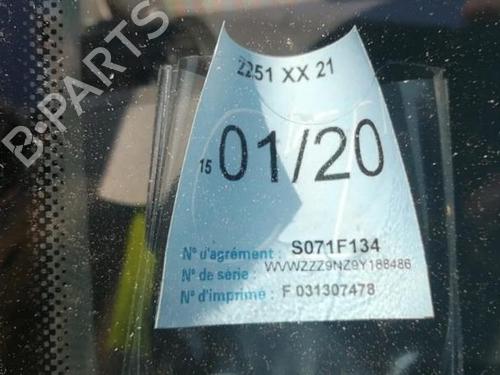 B-PARTS
2251 XX 21
15 01/20
N° d'agrément : S071F134
N° de série : WVWZZZ9NZ9Y188486
N° d'imprimé : F 031307478